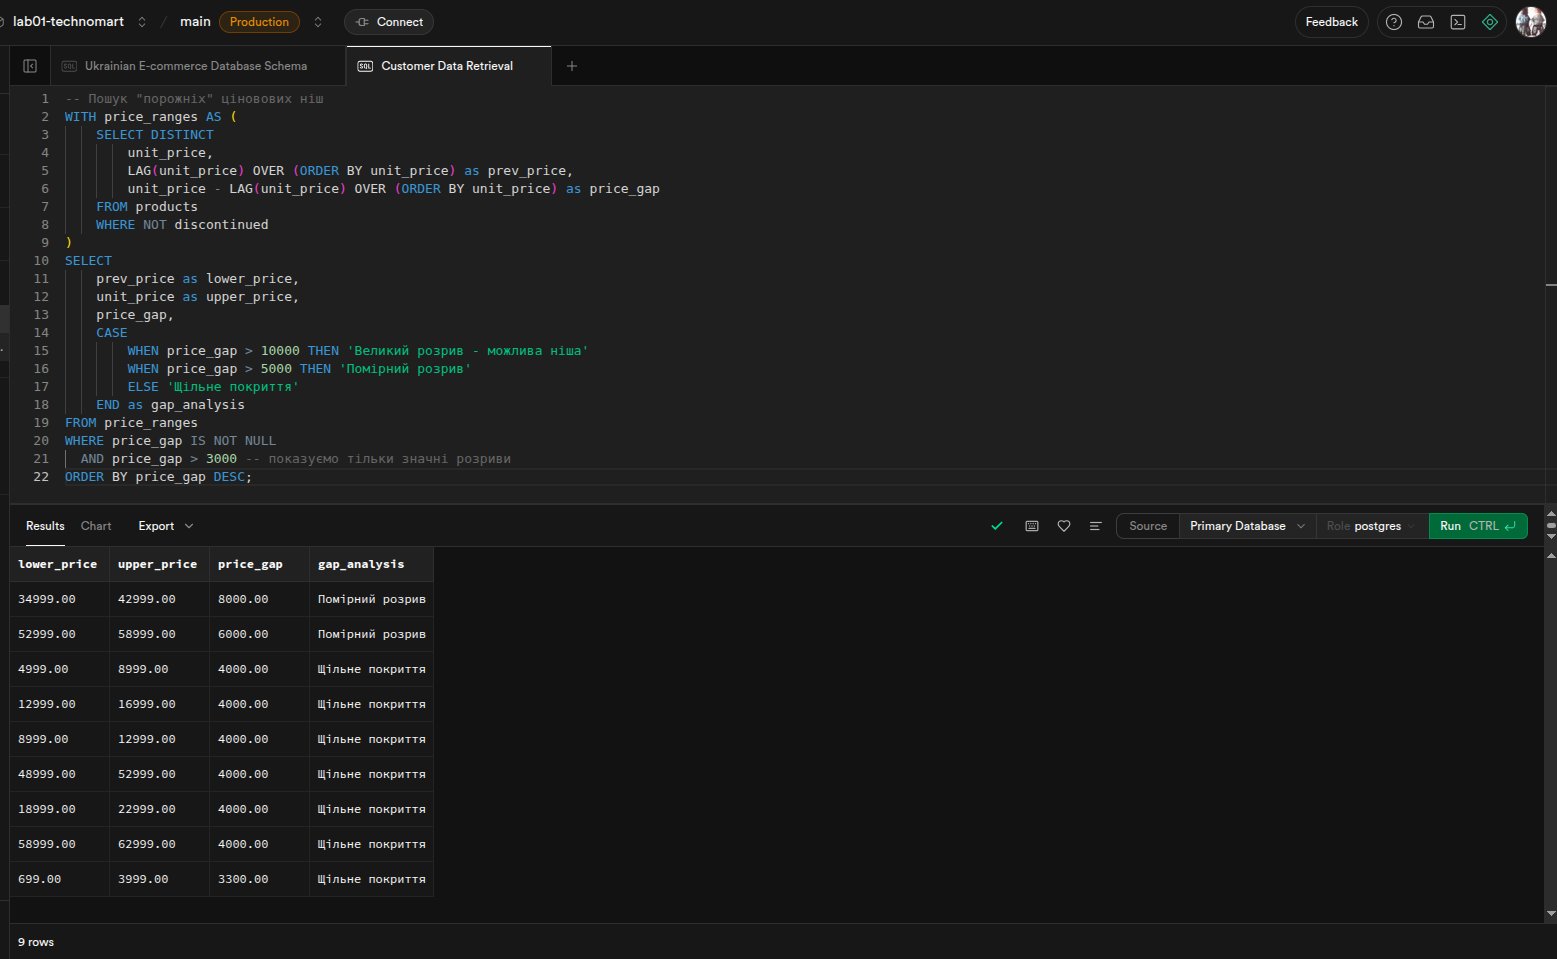 lab01-technomart / main Production Connect Feedback
Ukrainian E-commerce Database Schema
Customer Data Retrieval
1 -- Пошук "порожніх" ціновових ніш
2 WITH price_ranges AS (
3 SELECT DISTINCT
4 unit_price,
5 LAG(unit_price) OVER (ORDER BY unit_price) as prev_price,
6 unit_price - LAG(unit_price) OVER (ORDER BY unit_price) as price_gap
7 FROM products
8 WHERE NOT discontinued
9 )
10 SELECT
11 prev_price as lower_price,
12 unit_price as upper_price,
13 price_gap,
14 CASE
15 WHEN price_gap > 10000 THEN 'Великий розрив - можлива ніша'
16 WHEN price_gap > 5000 THEN 'Помірний розрив'
17 ELSE 'Щільне покриття'
18 END as gap_analysis
19 FROM price_ranges
20 WHERE price_gap IS NOT NULL
21 AND price_gap > 3000 -- показуємо тільки значні розриви
22 ORDER BY price_gap DESC;
Results Chart Export Source Primary Database Role postgres Run CTRL
lower_price upper_price price_gap gap_analysis
34999.00 42999.00 8000.00 Помірний розрив
52999.00 58999.00 6000.00 Помірний розрив
4999.00 8999.00 4000.00 Щільне покриття
12999.00 16999.00 4000.00 Щільне покриття
8999.00 12999.00 4000.00 Щільне покриття
48999.00 52999.00 4000.00 Щільне покриття
18999.00 22999.00 4000.00 Щільне покриття
58999.00 62999.00 4000.00 Щільне покриття
699.00 3999.00 3300.00 Щільне покриття
9 rows